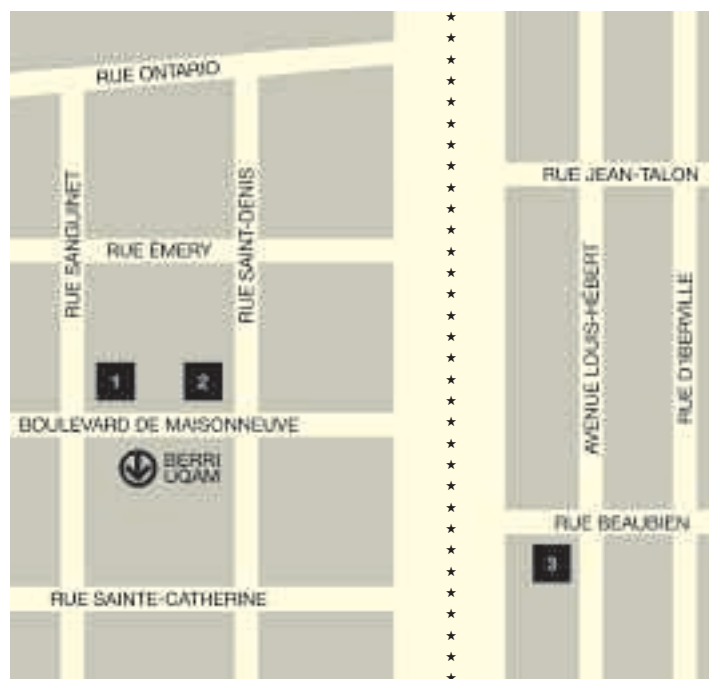 RUE ONTARIO
RUE JEAN-TALON
RUE SANGUINET
RUE SAINT-DENIS
RUE ÉMERY
AVENUE LOUIS-HÉBERT
RUE D'IBERVILLE
1
2
BOULEVARD DE MAISONNEUVE
BERRI
UQAM
RUE BEAUBIEN
3
RUE SAINTE-CATHERINE